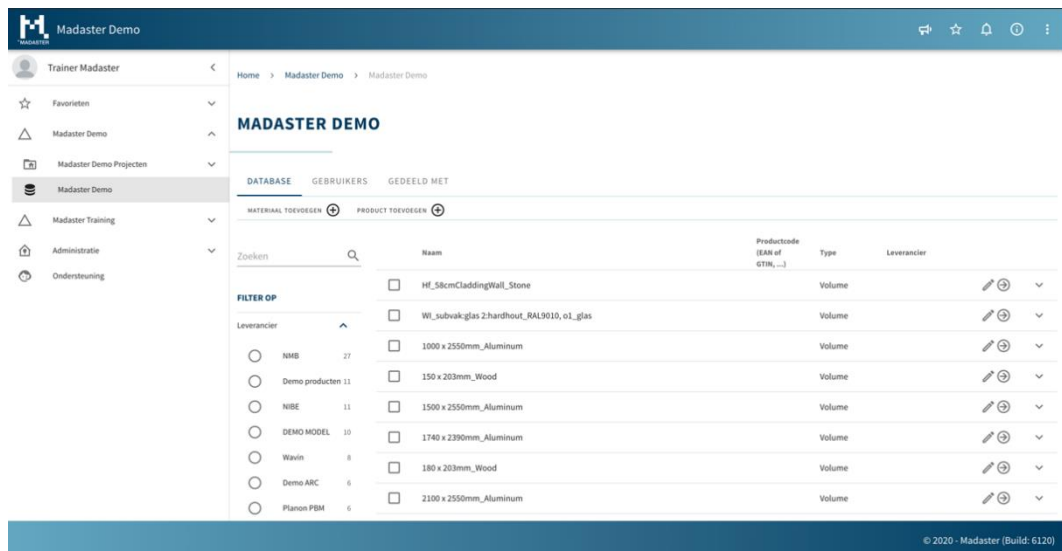 MADASTER
Madaster Demo
Trainer Madaster
Favorieten
Madaster Demo
Madaster Demo Projecten
Madaster Demo
Madaster Training
Administratie
Ondersteuning
Home > Madaster Demo > Madaster Demo
MADASTER DEMO
DATABASE GEBRUIKERS GEDEELD MET
MATERIAAL TOEVOEGEN PRODUCT TOEVOEGEN
Zoeken
FILTER OP
Leverancier
NMB 27
Demo producten 11
NIBE 11
DEMO MODEL 10
Wavin 8
Demo ARC 6
Planon PBM 6
Naam Productcode (EAN of GTIN, ...) Type Leverancier
Hf_58cmCladdingWall_Stone Volume
WI_subvak:glas 2:hardhout_RAL9010, o1_glas Volume
1000 x 2550mm_Aluminum Volume
150 x 203mm_Wood Volume
1500 x 2550mm_Aluminum Volume
1740 x 2390mm_Aluminum Volume
180 x 203mm_Wood Volume
2100 x 2550mm_Aluminum Volume
© 2020 - Madaster (Build: 6120)